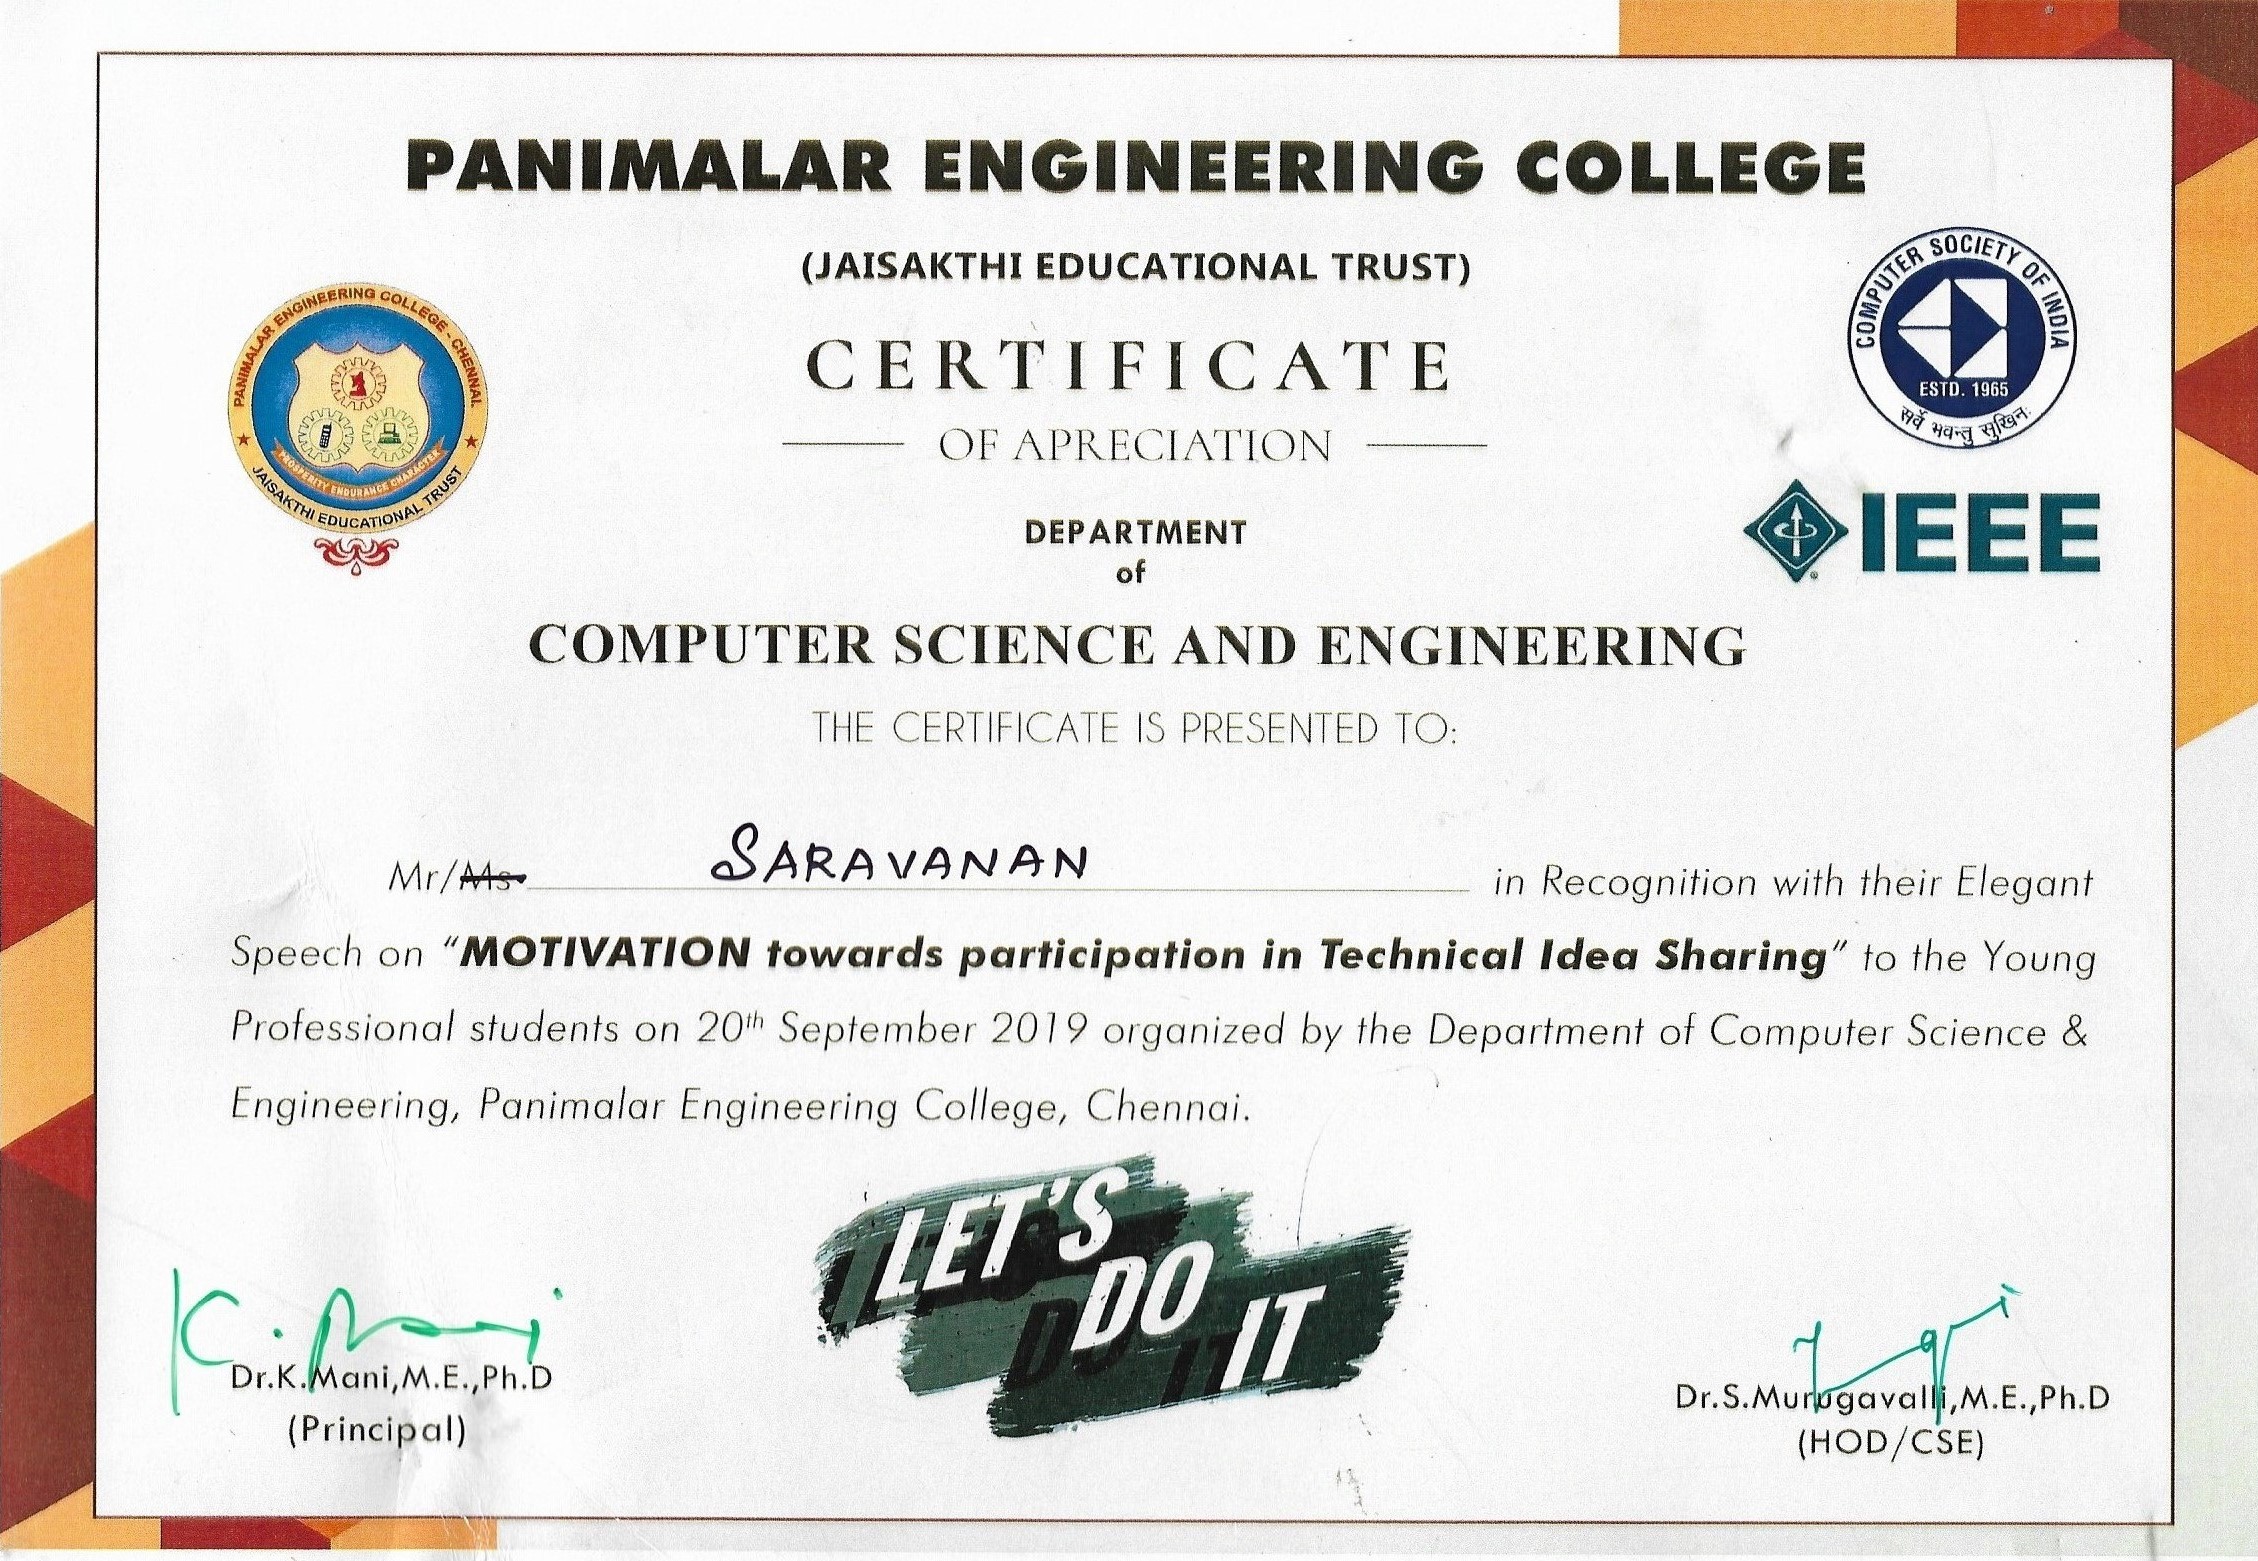 PANIMALAR ENGINEERING COLLEGE
(JAISAKTHI EDUCATIONAL TRUST)
PANIMALAR ENGINEERING COLLEGE - CHENNAI.
PROSPERITY ENDURANCE CHARACTER
JAISAKTHI EDUCATIONAL TRUST
COMPUTER SOCIETY OF INDIA
ESTD. 1965
सर्वे भवन्तु सुखिनः
IEEE
CERTIFICATE
OF APRECIATION
DEPARTMENT
of
COMPUTER SCIENCE AND ENGINEERING
THE CERTIFICATE IS PRESENTED TO:
Mr/Ms. SARAVANAN in Recognition with their Elegant
Speech on “MOTIVATION towards participation in Technical Idea Sharing” to the Young
Professional students on 20th September 2019 organized by the Department of Computer Science &
Engineering, Panimalar Engineering College, Chennai.
LET'S
DO
IT
K. Mani
Dr.K.Mani,M.E.,Ph.D
(Principal)
Dr.S.Murugavalli,M.E.,Ph.D
(HOD/CSE)